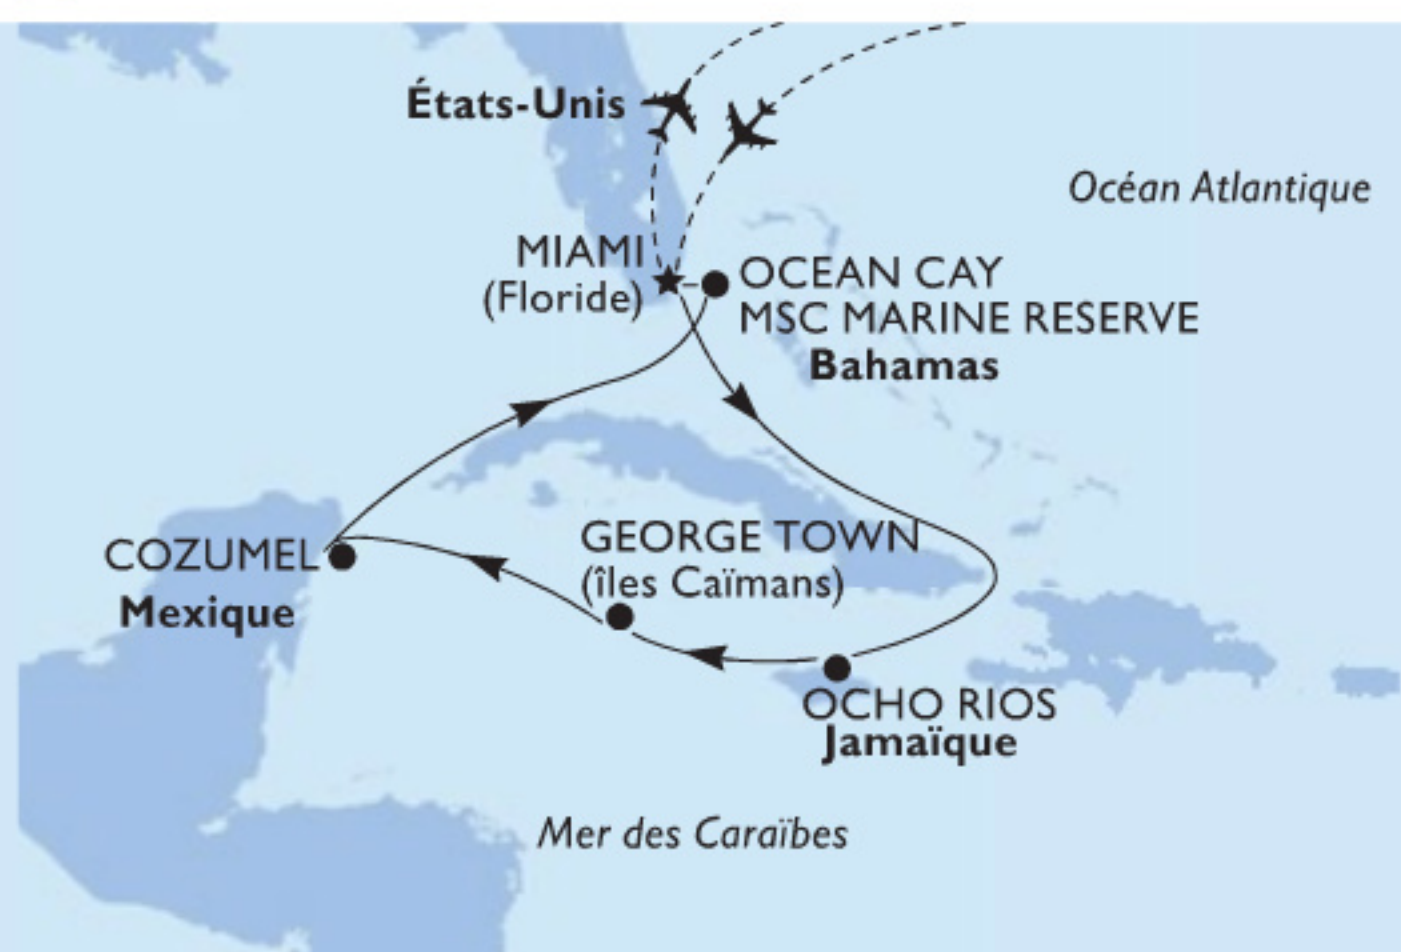 États-Unis
Océan Atlantique
MIAMI
(Floride)
OCEAN CAY
MSC MARINE RESERVE
Bahamas
GEORGE TOWN
(îles Caïmans)
COZUMEL
Mexique
OCHO RIOS
Jamaïque
Mer des Caraïbes